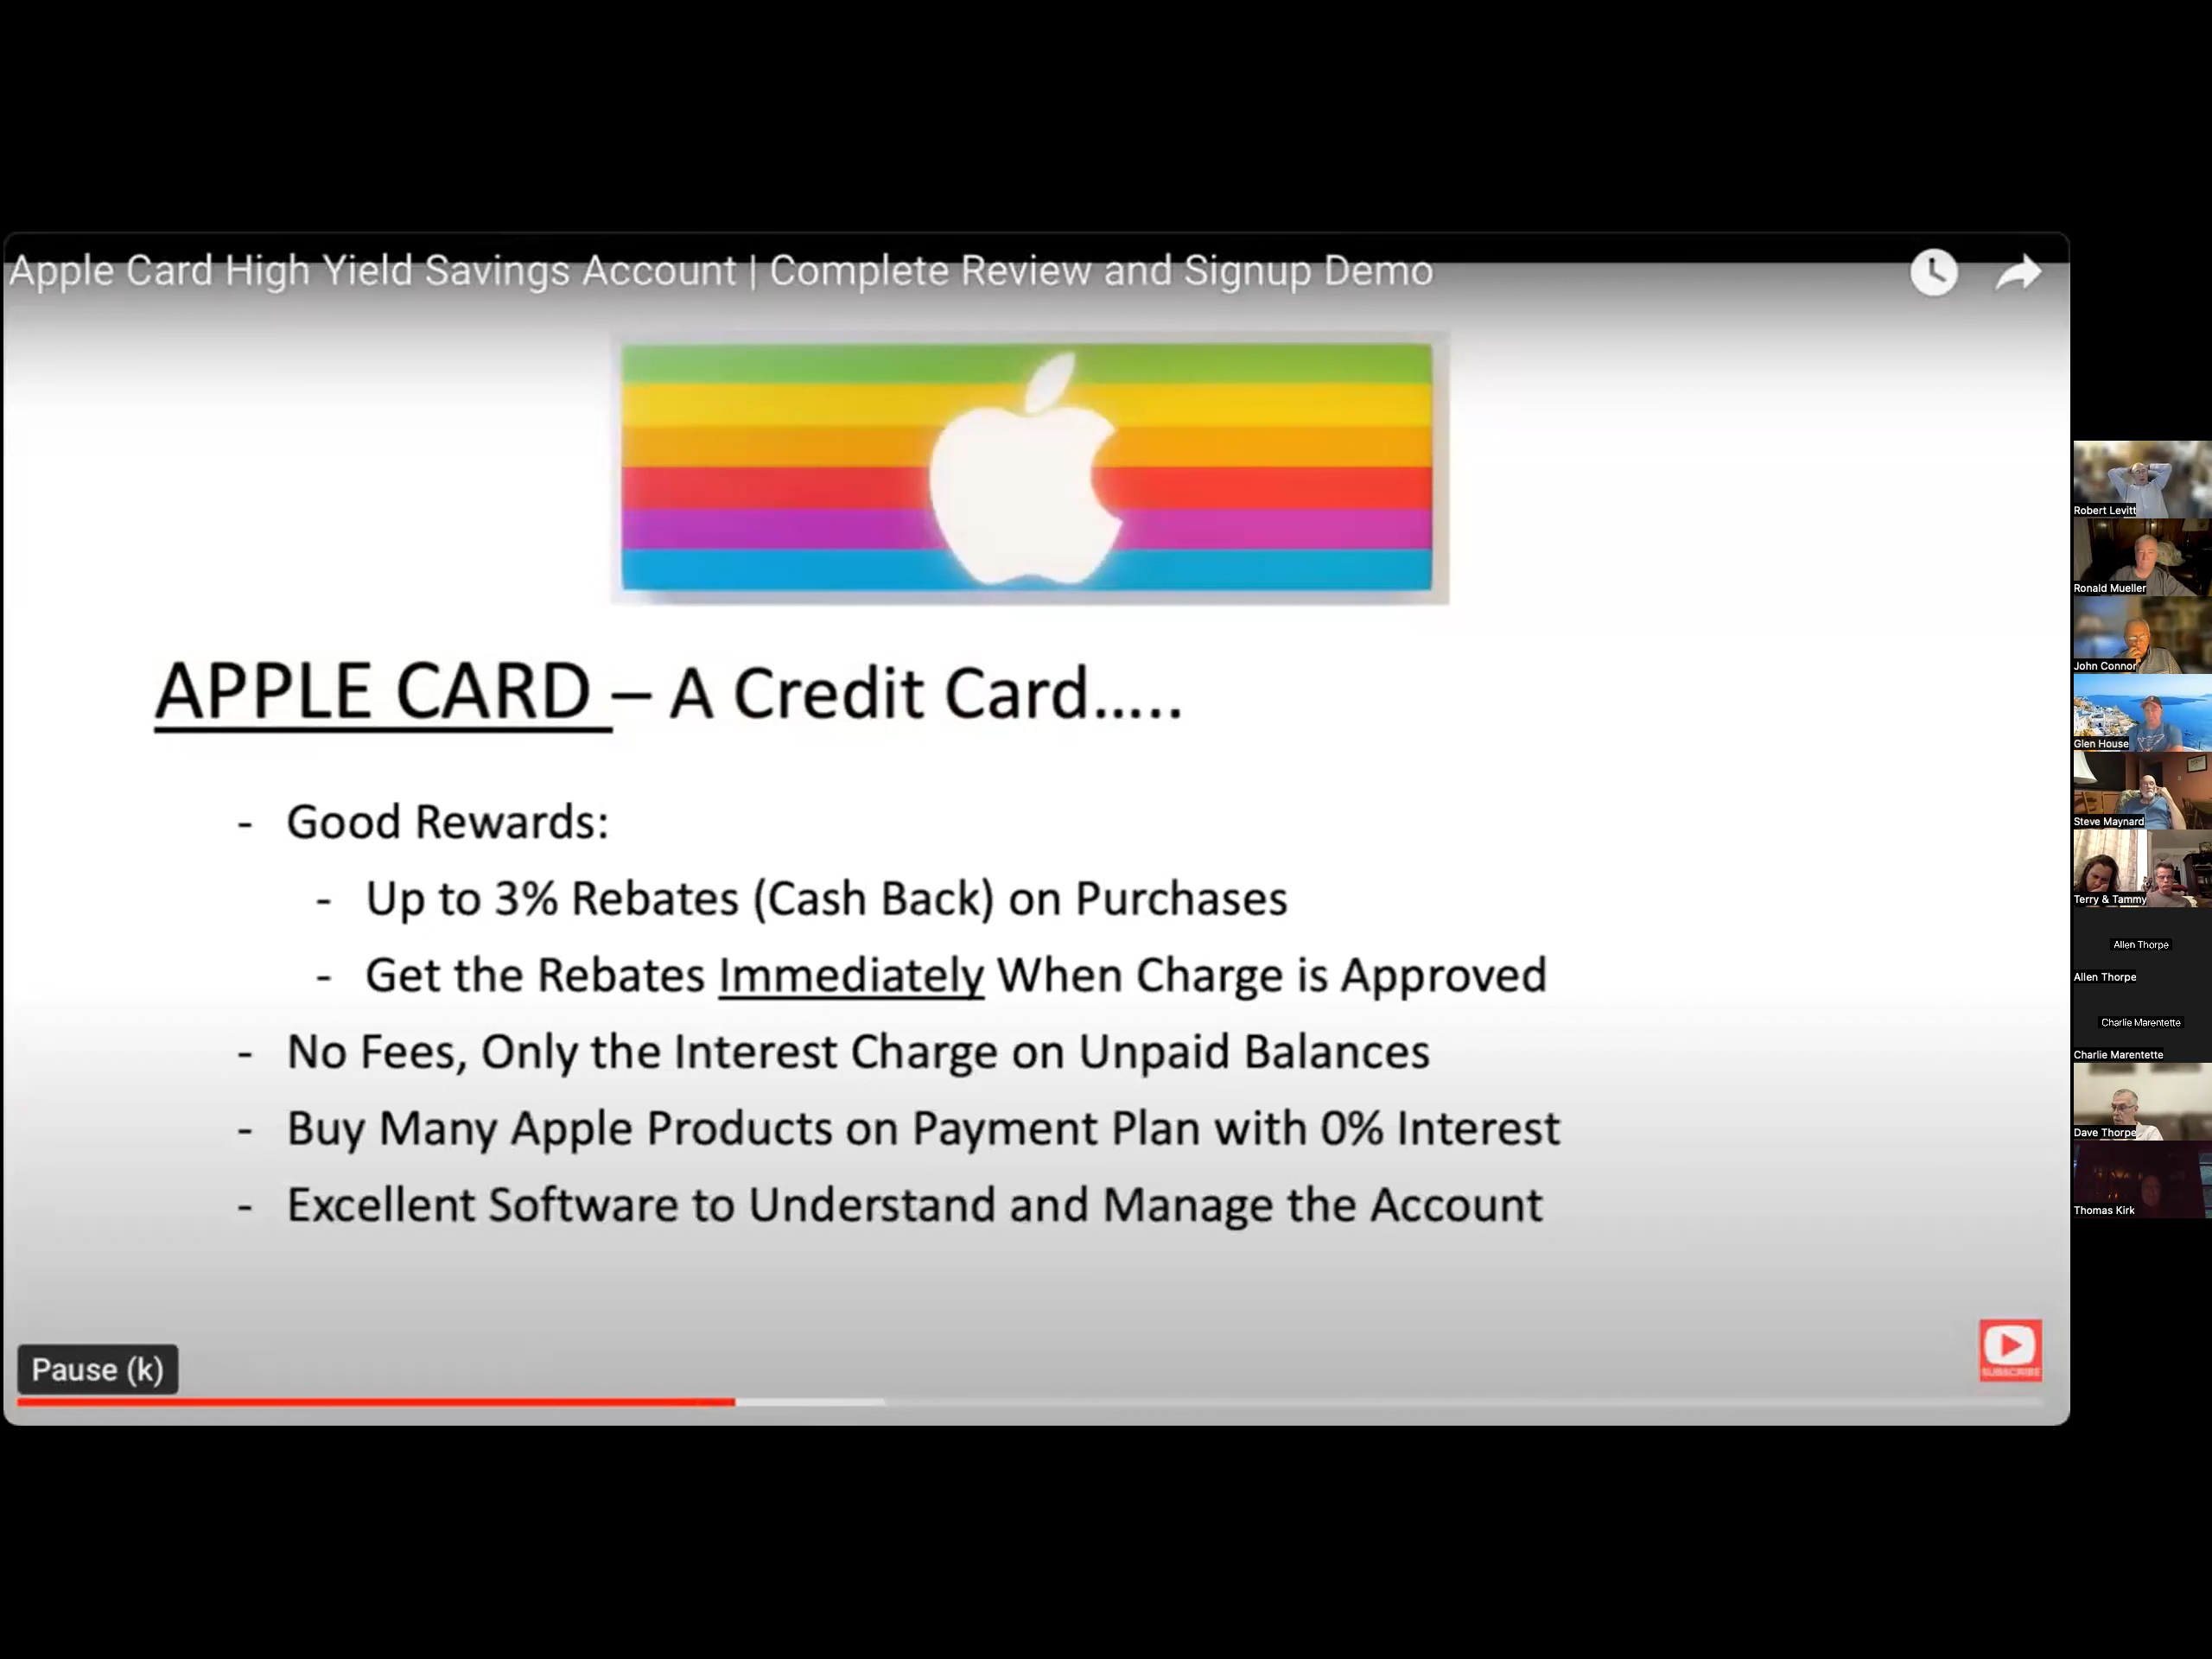 Apple Card High Yield Savings Account | Complete Review and Signup Demo
APPLE CARD – A Credit Card.....
- Good Rewards:
- Up to 3% Rebates (Cash Back) on Purchases
- Get the Rebates Immediately When Charge is Approved
- No Fees, Only the Interest Charge on Unpaid Balances
- Buy Many Apple Products on Payment Plan with 0% Interest
- Excellent Software to Understand and Manage the Account
SUBSCRIBE
Pause (k)
Robert Levitt
Ronald Mueller
John Connor
Glen House
Steve Maynard
Terry & Tammy
Allen Thorpe
Allen Thorpe
Charlie Marentette
Charlie Marentette
Dave Thorpe
Thomas Kirk